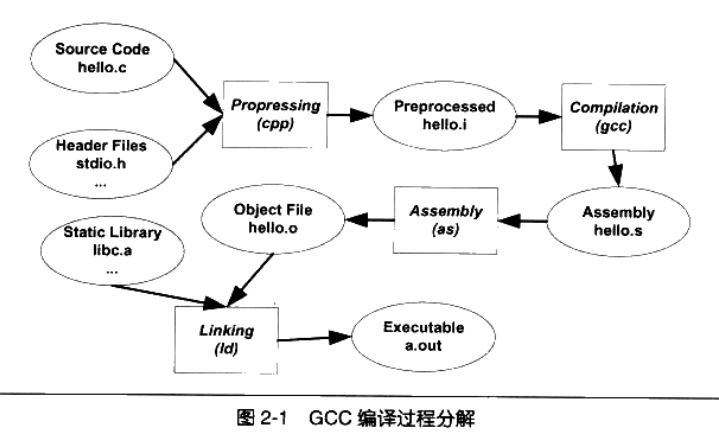 Source Code
hello.c
Propressing
(cpp)
Preprocessed
hello.i
Compilation
(gcc)
Header Files
stdio.h
...
Object File
hello.o
Assembly
(as)
Assembly
hello.s
Static Library
libc.a
...
Linking
(ld)
Executable
a.out
图 2-1 GCC 编译过程分解